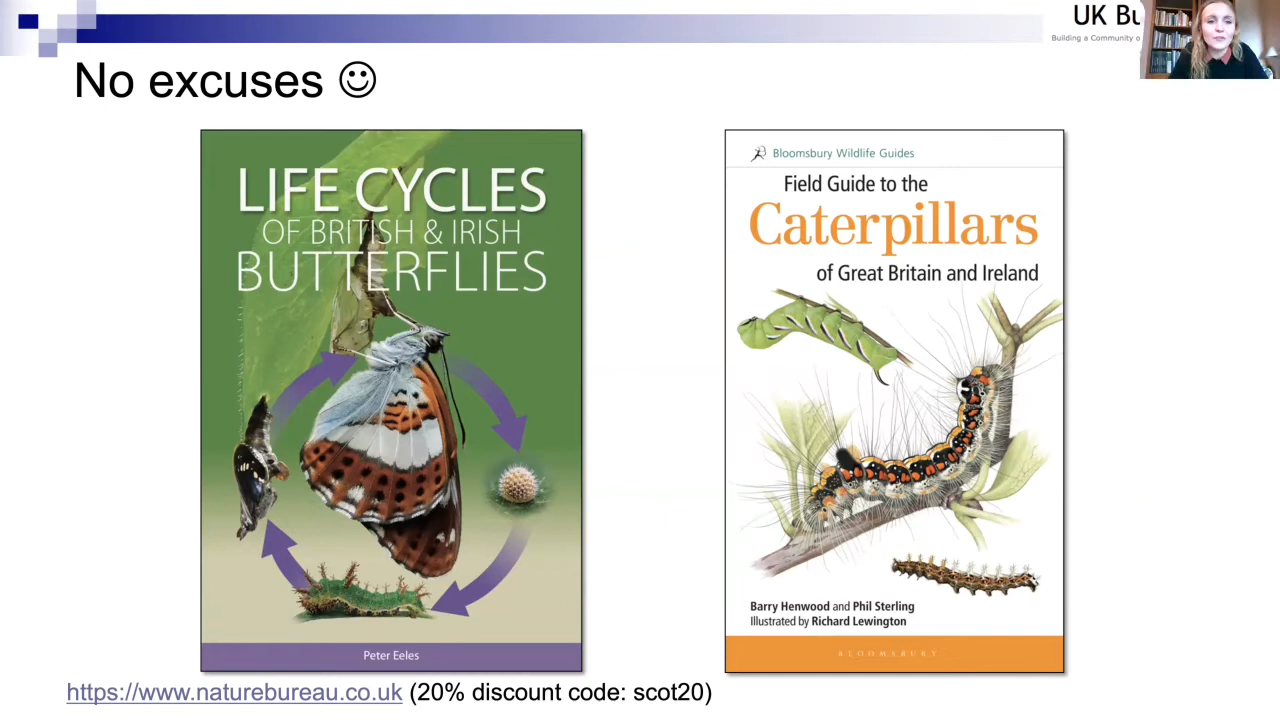 UK Bu
Building a Community o
No excuses ☺
LIFE CYCLES
OF BRITISH & IRISH
BUTTERFLIES
Peter Eeles
Bloomsbury Wildlife Guides
Field Guide to the
Caterpillars
of Great Britain and Ireland
Barry Henwood and Phil Sterling
Illustrated by Richard Lewington
BLOOMSBURY
https://www.naturebureau.co.uk (20% discount code: scot20)